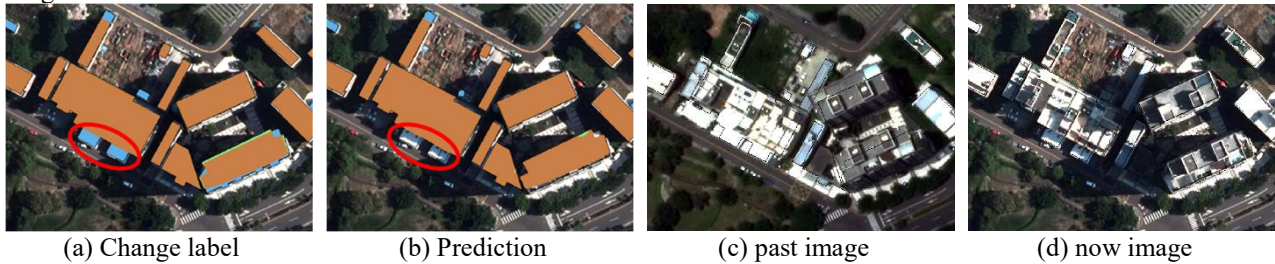 (a) Change label
(b) Prediction
(c) past image
(d) now image